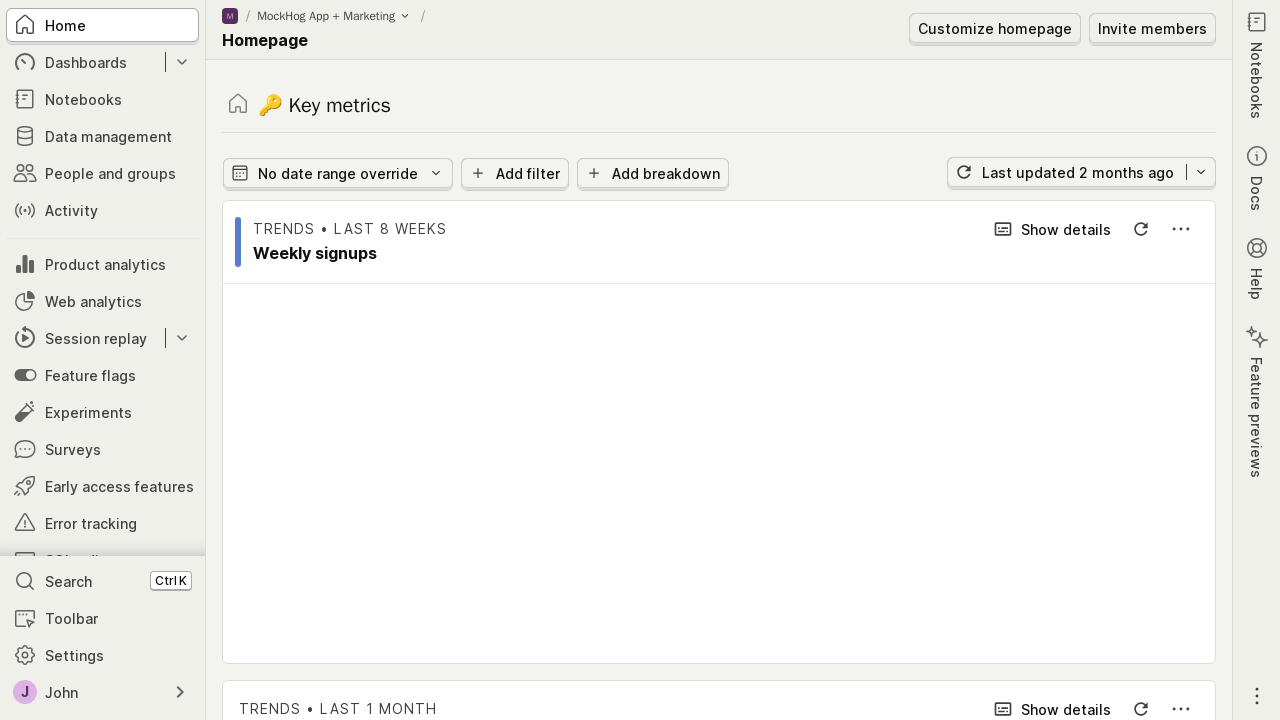 Home
Dashboards
Notebooks
Data management
People and groups
Activity
Product analytics
Web analytics
Session replay
Feature flags
Experiments
Surveys
Early access features
Error tracking
Search
Ctrl K
Toolbar
Settings
J
John
M / MockHog App + Marketing /
Homepage
Customize homepage
Invite members
🔑 Key metrics
No date range override
Add filter
Add breakdown
Last updated 2 months ago
TRENDS • LAST 8 WEEKS
Show details
Weekly signups
TRENDS • LAST 1 MONTH
Show details
Notebooks
Docs
Help
Feature previews